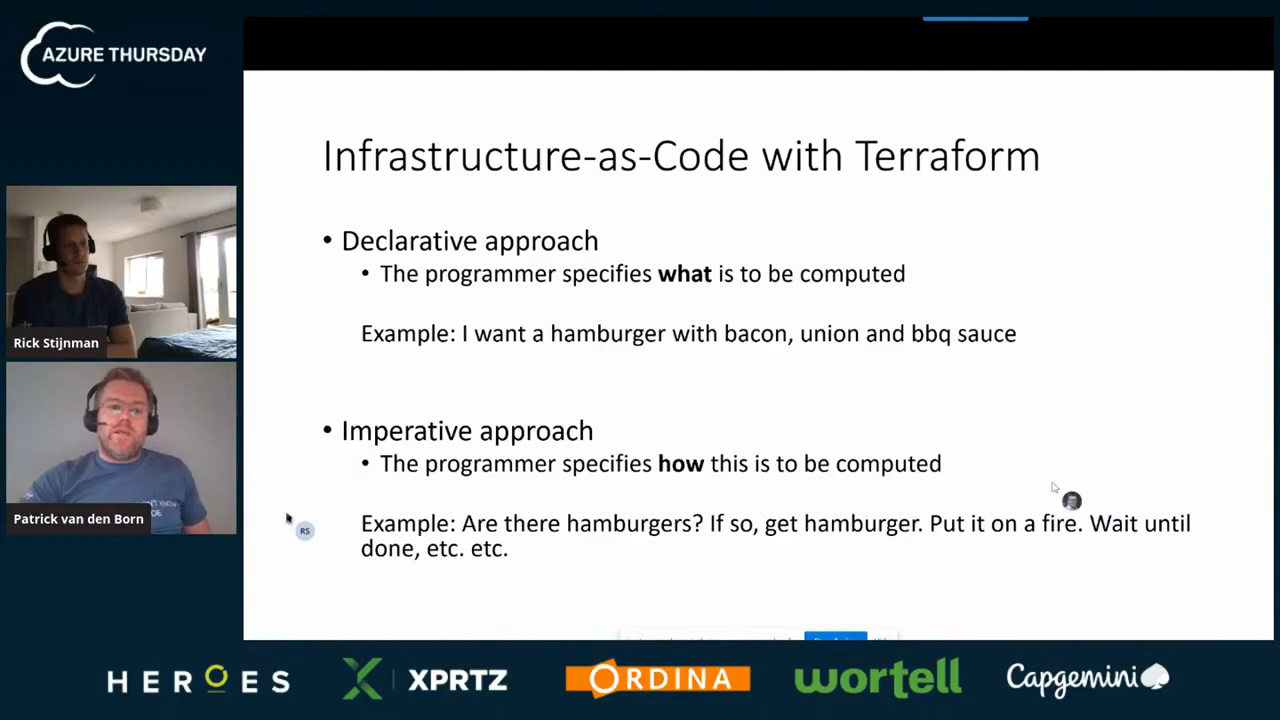 AZURE THURSDAY
Infrastructure-as-Code with Terraform
• Declarative approach
• The programmer specifies what is to be computed
Example: I want a hamburger with bacon, union and bbq sauce
• Imperative approach
• The programmer specifies how this is to be computed
Example: Are there hamburgers? If so, get hamburger. Put it on a fire. Wait until
done, etc. etc.
Rick Stijnman
Patrick van den Born
RS
HEROES
XPRTZ
ORDINA
wortell
Capgemini